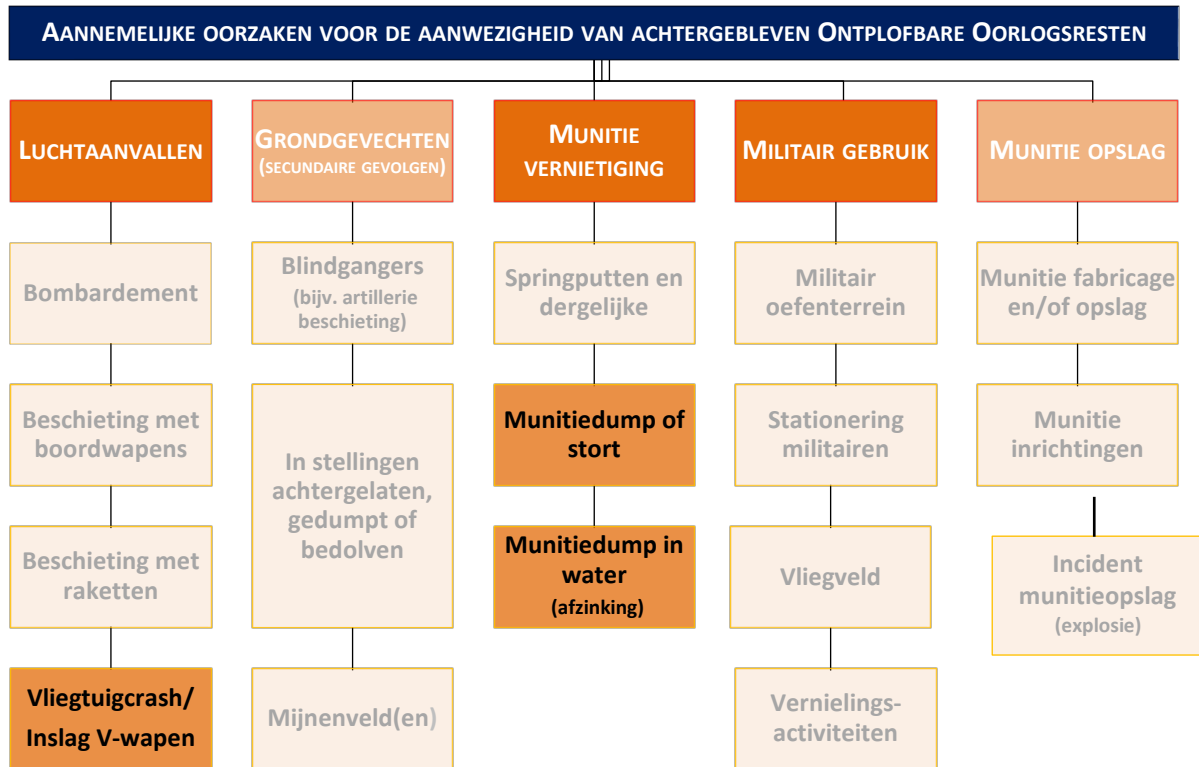 AANNEMELIJKE OORZAKEN VOOR DE AANWEZIGHEID VAN ACHTERGEBLEVEN ONTPLOFBARE OORLOGSRESTEN
LUCHTAANVALLEN
Bombardement
Beschieting met
boordwapens
Beschieting met
raketten
Vliegtuigcrash/
Inslag V-wapen
GRONDGEVECHTEN
(SECUNDAIRE GEVOLGEN)
Blindgangers
(bijv. artillerie
beschieting)
In stellingen
achtergelaten,
gedumpt of
bedolven
Mijnenveld(en)
MUNITIE
VERNIETIGING
Springputten en
dergelijke
Munitiedump of
stort
Munitiedump in
water
(afzinking)
MILITAIR GEBRUIK
Militair
oefenterrein
Stationering
militairen
Vliegveld
Vernielings-
activiteiten
MUNITIE OPSLAG
Munitie fabricage
en/of opslag
Munitie
inrichtingen
Incident
munitieopslag
(explosie)